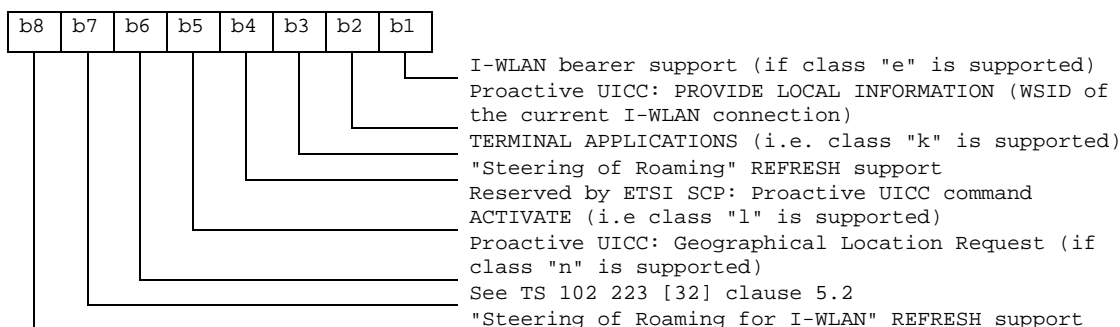 b8 b7 b6 b5 b4 b3 b2 b1
I-WLAN bearer support (if class "e" is supported)
Proactive UICC: PROVIDE LOCAL INFORMATION (WSID of
the current I-WLAN connection)
TERMINAL APPLICATIONS (i.e. class "k" is supported)
"Steering of Roaming" REFRESH support
Reserved by ETSI SCP: Proactive UICC command
ACTIVATE (i.e class "l" is supported)
Proactive UICC: Geographical Location Request (if
class "n" is supported)
See TS 102 223 [32] clause 5.2
"Steering of Roaming for I-WLAN" REFRESH support